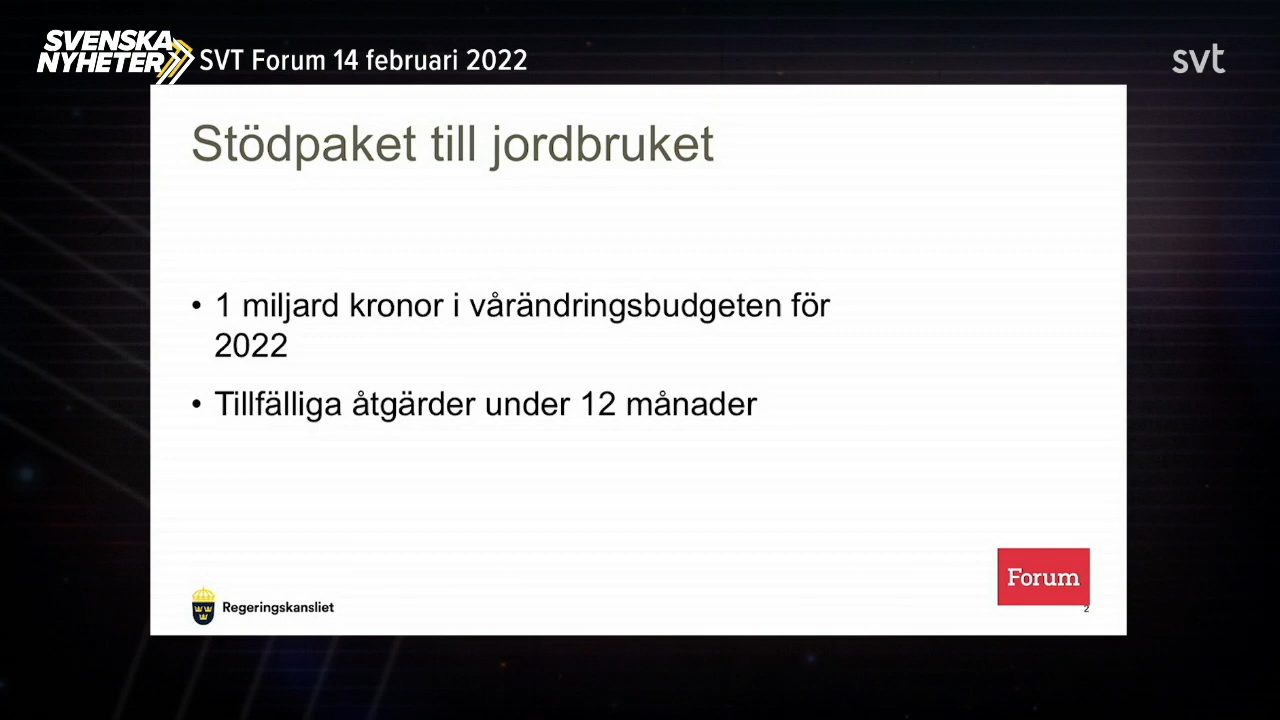 SVENSKA
NYHETER
SVT Forum 14 februari 2022
svt
Stödpaket till jordbruket
• 1 miljard kronor i vårändringsbudgeten för
2022
• Tillfälliga åtgärder under 12 månader
Forum
Regeringskansliet
2